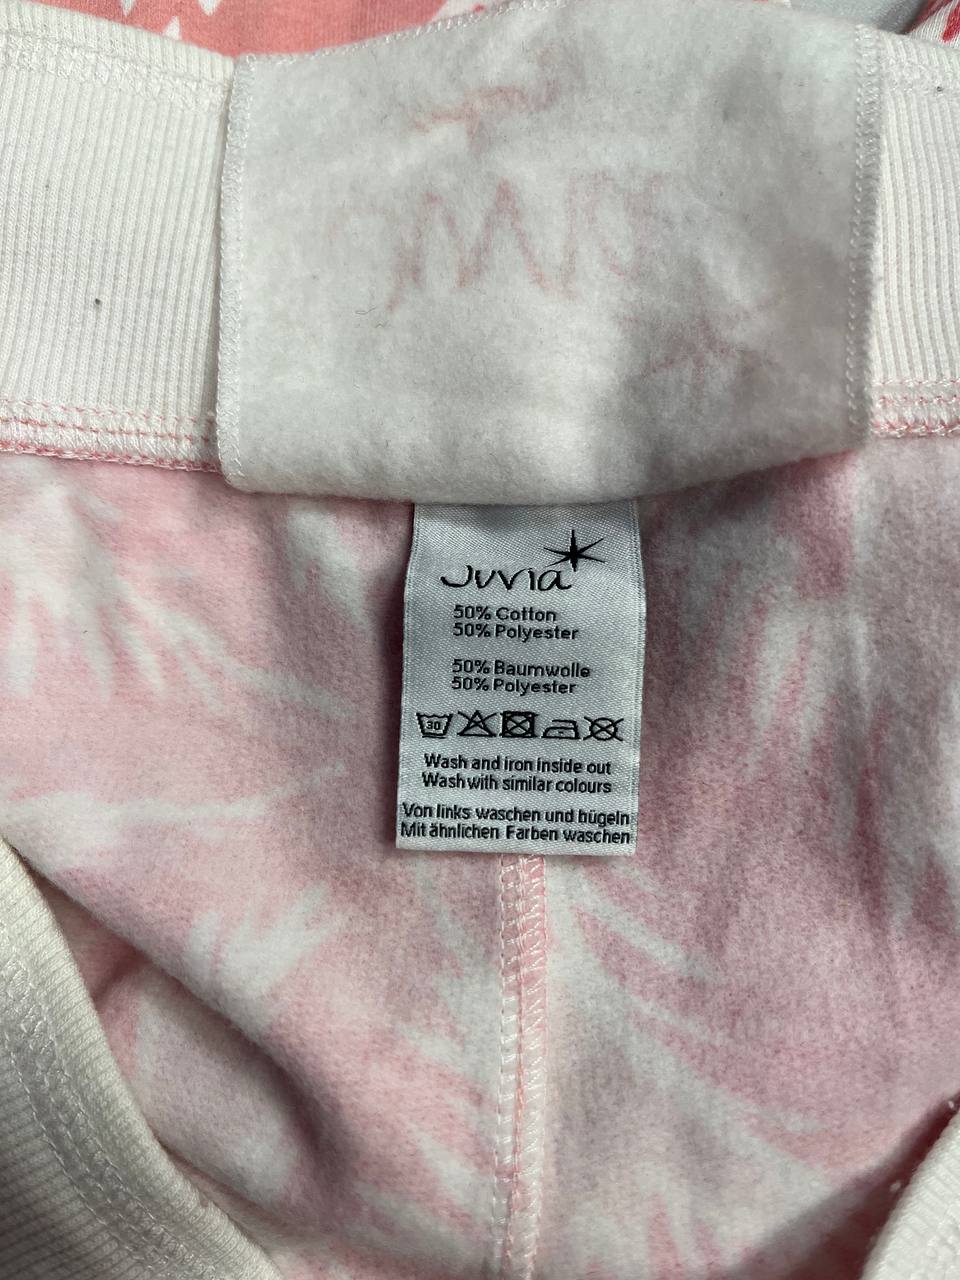 Juvia
50% Cotton
50% Polyester
50% Baumwolle
50% Polyester
30
Wash and iron inside out
Wash with similar colours
Von links waschen und bügeln
Mit ähnlichen Farben waschen